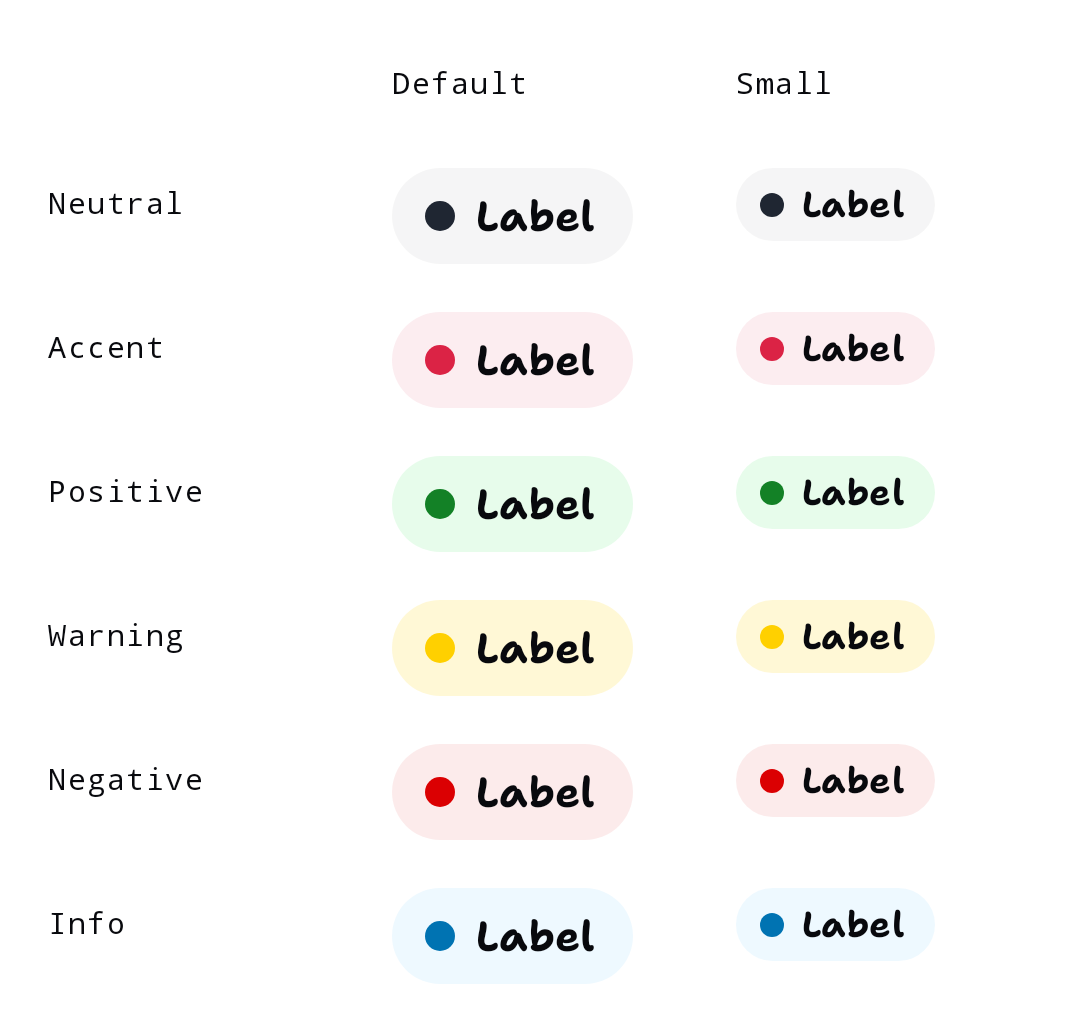 Default Small
Neutral Label Label
Accent Label Label
Positive Label Label
Warning Label Label
Negative Label Label
Info Label Label